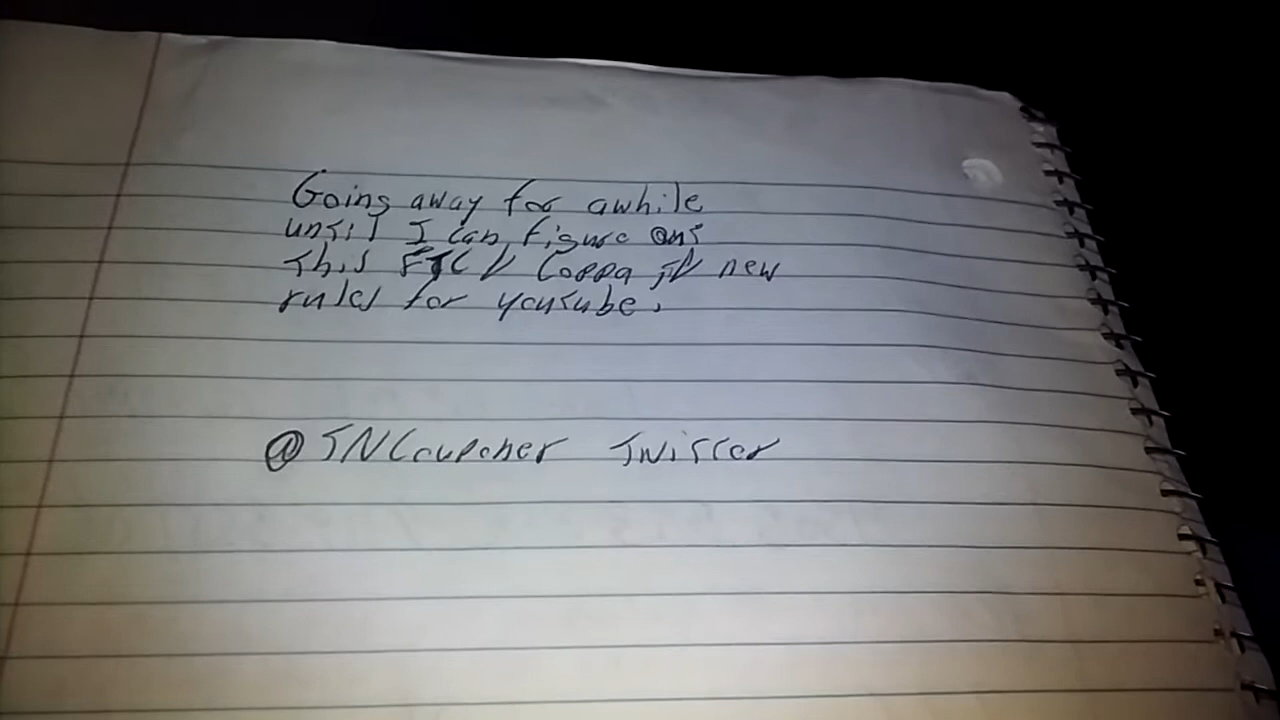 Going away for awhile
until I can figure out
this FTC // Coppa // new
rules for youtube.
@TNCoupcher Twitter